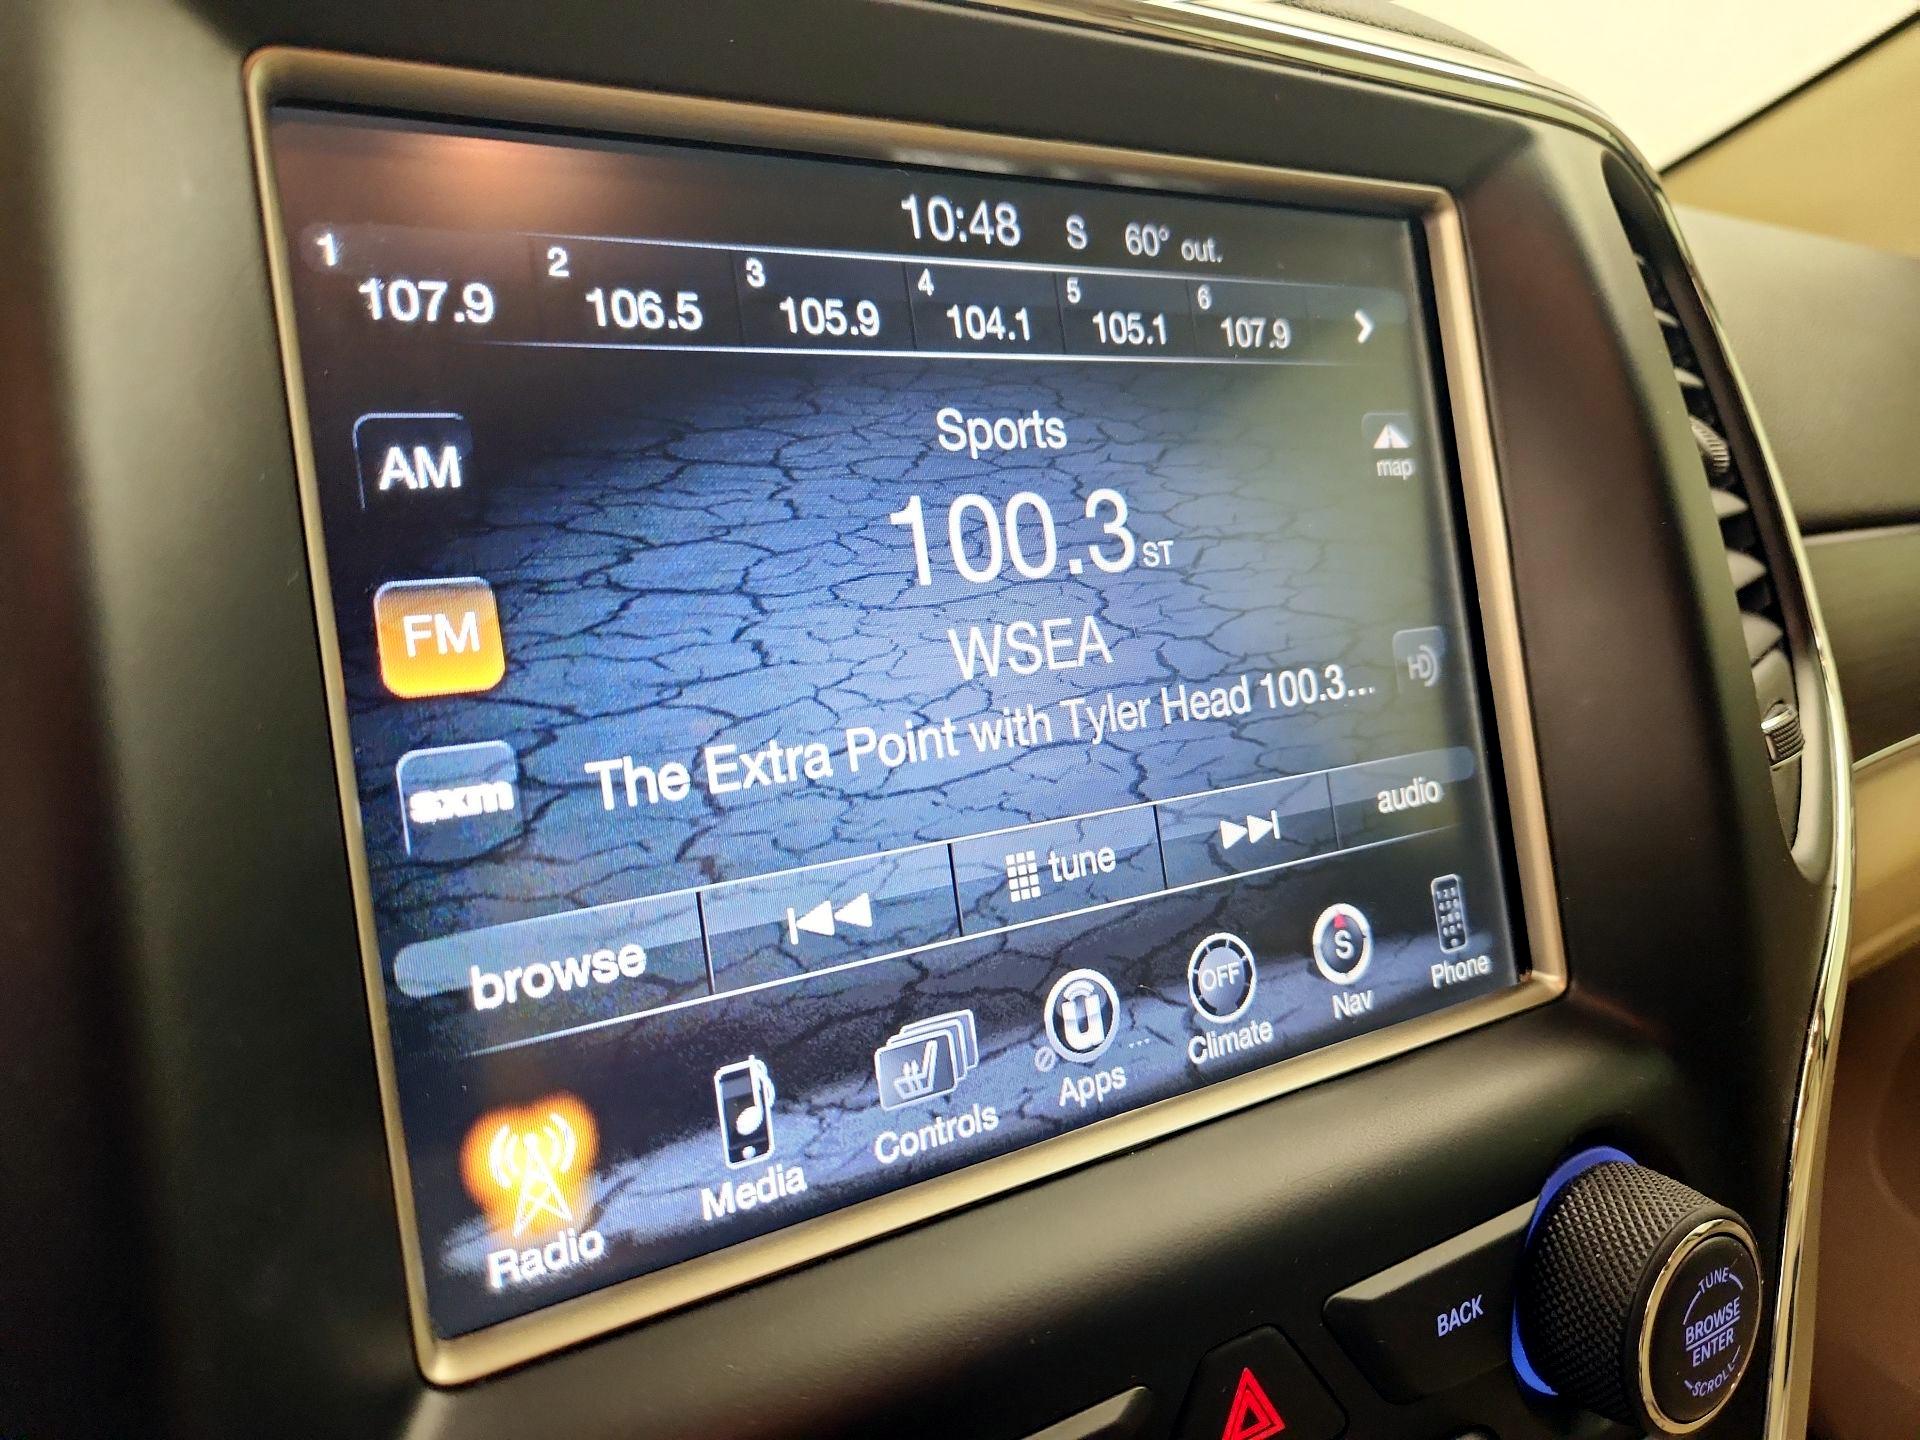 10:48 S 60° out.
1 107.9 2 106.5 3 105.9 4 104.1 5 105.1 6 107.9
AM
Sports
map
100.3 ST
FM
WSEA
HD
The Extra Point with Tyler Head 100.3...
sxm
browse tune audio
Radio Media Controls Apps ... OFF Climate S Nav Phone
BACK
TUNE
BROWSE
ENTER
SCROLL